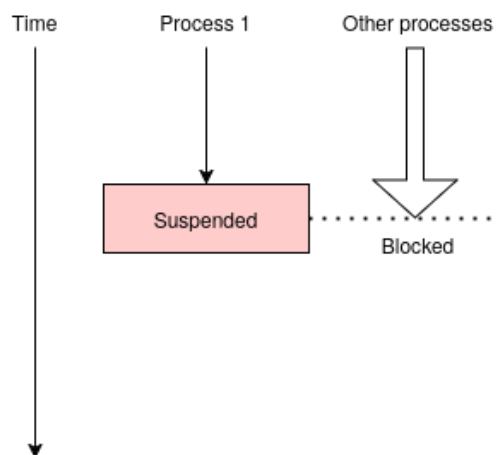 Time
Process 1
Other processes
Suspended
Blocked